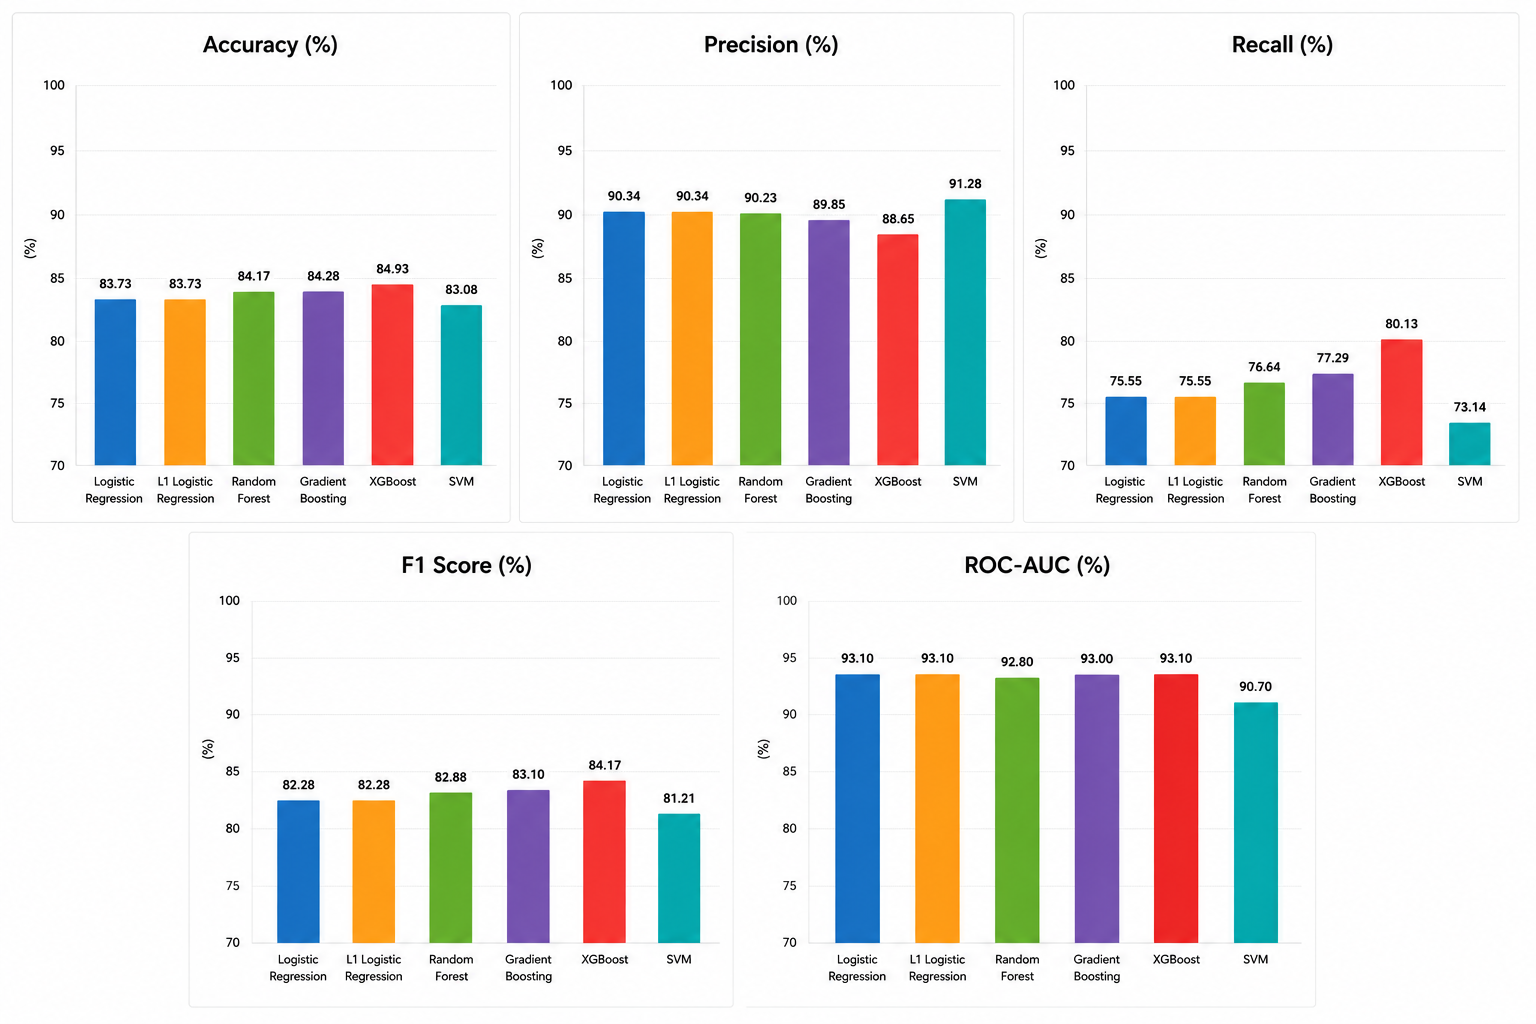 Accuracy (%)
100
95
90
85
80
75
70
(%)
83.73
83.73
84.17
84.28
84.93
83.08
Logistic
Regression
L1 Logistic
Regression
Random
Forest
Gradient
Boosting
XGBoost
SVM
Precision (%)
100
95
90
85
80
75
70
(%)
90.34
90.34
90.23
89.85
88.65
91.28
Logistic
Regression
L1 Logistic
Regression
Random
Forest
Gradient
Boosting
XGBoost
SVM
Recall (%)
100
95
90
85
80
75
70
(%)
75.55
75.55
76.64
77.29
80.13
73.14
Logistic
Regression
L1 Logistic
Regression
Random
Forest
Gradient
Boosting
XGBoost
SVM
F1 Score (%)
100
95
90
85
80
75
70
(%)
82.28
82.28
82.88
83.10
84.17
81.21
Logistic
Regression
L1 Logistic
Regression
Random
Forest
Gradient
Boosting
XGBoost
SVM
ROC-AUC (%)
100
95
90
85
80
75
70
(%)
93.10
93.10
92.80
93.00
93.10
90.70
Logistic
Regression
L1 Logistic
Regression
Random
Forest
Gradient
Boosting
XGBoost
SVM